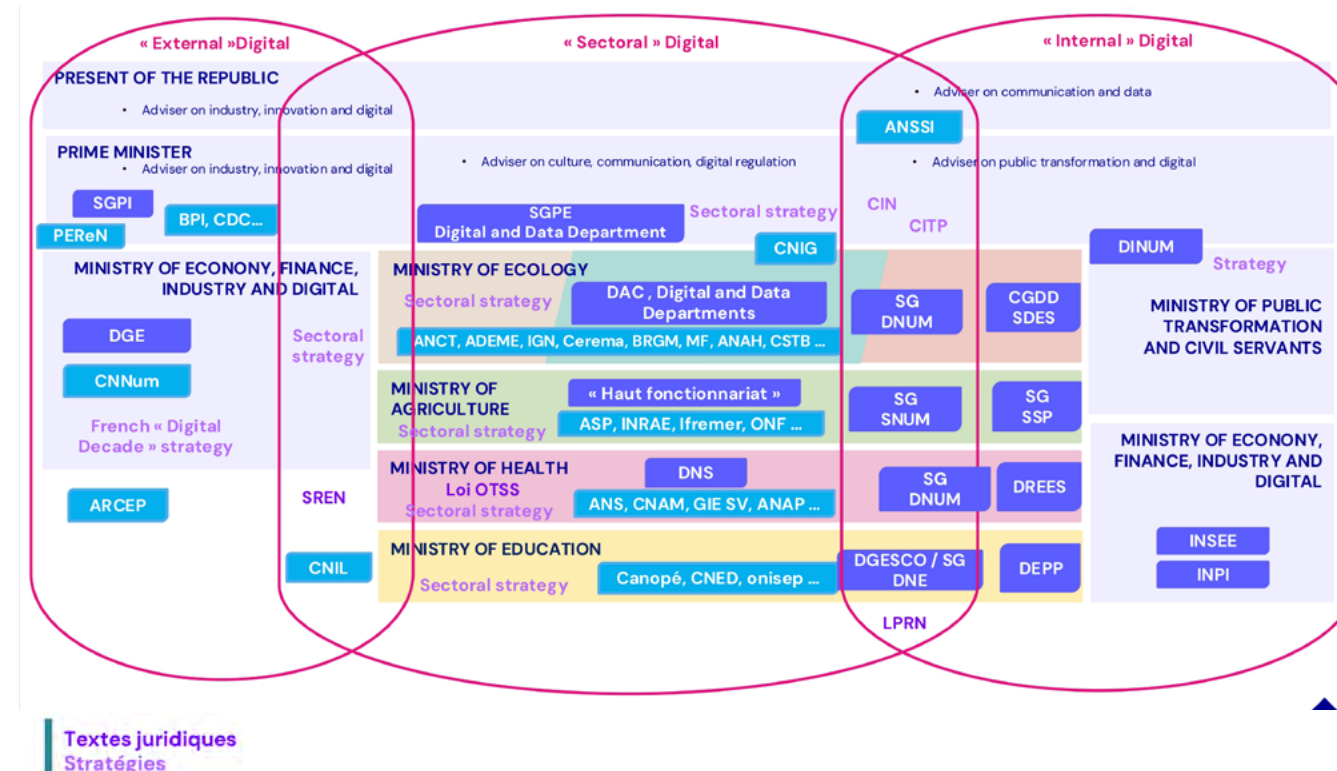 « External »Digital
« Sectoral » Digital
« Internal » Digital
PRESENT OF THE REPUBLIC
• Adviser on industry, innovation and digital
• Adviser on communication and data
ANSSI
PRIME MINISTER
• Adviser on industry, innovation and digital
• Adviser on culture, communication, digital regulation
• Adviser on public transformation and digital
SGPI
PEReN
BPI, CDC...
SGPE
Digital and Data Department
Sectoral strategy
CNIG
CIN
CITP
DINUM
Strategy
MINISTRY OF ECONONY, FINANCE,
INDUSTRY AND DIGITAL
DGE
CNNum
French « Digital
Decade » strategy
Sectoral
strategy
ARCEP
SREN
CNIL
MINISTRY OF ECOLOGY
Sectoral strategy
DAC , Digital and Data
Departments
ANCT, ADEME, IGN, Cerema, BRGM, MF, ANAH, CSTB ...
SG
DNUM
CGDD
SDES
MINISTRY OF
AGRICULTURE
Sectoral strategy
« Haut fonctionnariat »
ASP, INRAE, Ifremer, ONF ...
SG
SNUM
SG
SSP
MINISTRY OF HEALTH
Loi OTSS
Sectoral strategy
DNS
ANS, CNAM, GIE SV, ANAP ...
SG
DNUM
DREES
MINISTRY OF EDUCATION
Sectoral strategy
Canopé, CNED, onisep ...
DGESCO / SG
DNE
DEPP
LPRN
MINISTRY OF PUBLIC
TRANSFORMATION
AND CIVIL SERVANTS
MINISTRY OF ECONONY,
FINANCE, INDUSTRY AND
DIGITAL
INSEE
INPI
Textes juridiques
Stratégies